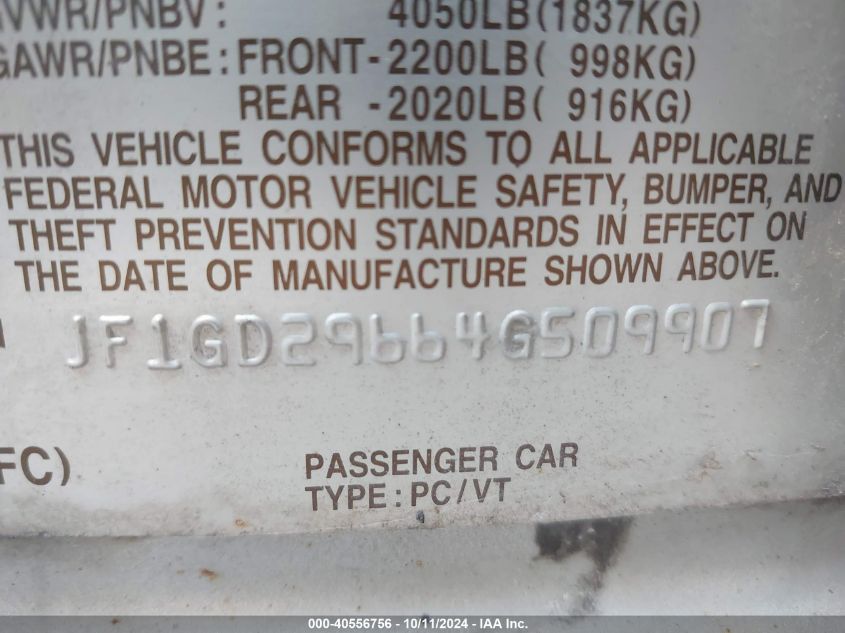 VWR/PNBV: 4050LB(1837KG)
GAWR/PNBE:FRONT-2200LB( 998KG)
REAR -2020LB( 916KG)
THIS VEHICLE CONFORMS TO ALL APPLICABLE
FEDERAL MOTOR VEHICLE SAFETY, BUMPER, AND
THEFT PREVENTION STANDARDS IN EFFECT ON
THE DATE OF MANUFACTURE SHOWN ABOVE.
JF1GD29664G509907
FC)
PASSENGER CAR
TYPE:PC/VT
000-40556756 - 10/11/2024 - IAA Inc.